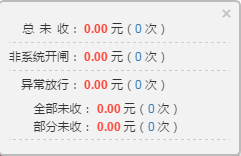 总 未 收： 0.00 元 ( 0 次 )
非系统开闸： 0.00 元 ( 0 次 )
异常放行： 0.00 元 ( 0 次 )
全部未收： 0.00 元 ( 0 次 )
部分未收： 0.00 元 ( 0 次 )